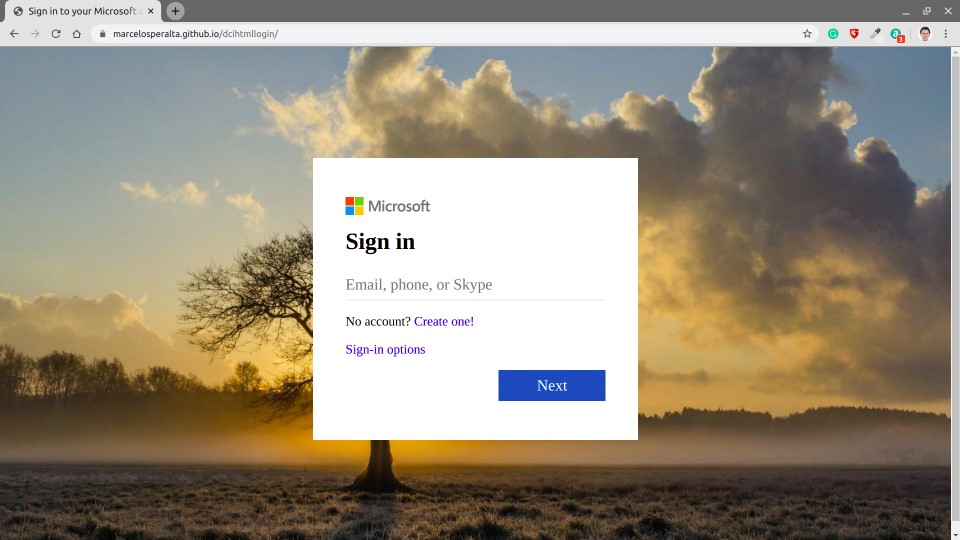 Sign in to your Microsoft
marcelosperalta.github.io/dcihtmllogin/
3
Microsoft
Sign in
Email, phone, or Skype
No account? Create one!
Sign-in options
Next